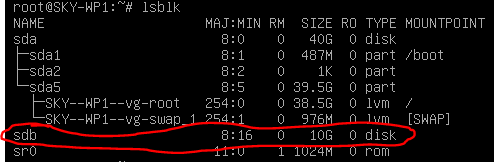 root@SKY-WP1:~# lsblk
NAME MAJ:MIN RM SIZE RO TYPE MOUNTPOINT
sda 8:0 0 40G 0 disk
├─sda1 8:1 0 487M 0 part /boot
├─sda2 8:2 0 1K 0 part
└─sda5 8:5 0 39.5G 0 part
├─SKY--WP1--vg-root 254:0 0 38.5G 0 lvm /
└─SKY--WP1--vg-swap_1 254:1 0 976M 0 lvm [SWAP]
sdb 8:16 0 10G 0 disk
sr0 11:0 1 1024M 0 rom